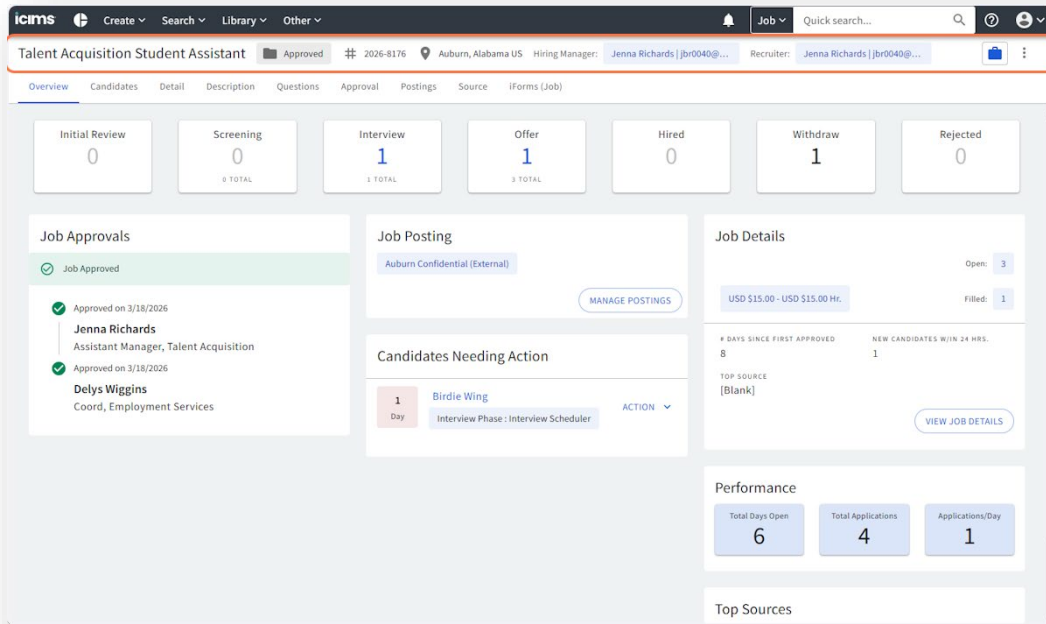 icims Create Search Library Other Job Quick search...
Talent Acquisition Student Assistant Approved # 2026-8176 Auburn, Alabama US Hiring Manager: Jenna Richards | jbr0040@... Recruiter: Jenna Richards | jbr0040@...
Overview Candidates Detail Description Questions Approval Postings Source iForms (Job)
Initial Review
0
Screening
0
0 TOTAL
Interview
1
1 TOTAL
Offer
1
3 TOTAL
Hired
0
Withdraw
1
Rejected
0
Job Approvals
Job Approved
Approved on 3/18/2026
Jenna Richards
Assistant Manager, Talent Acquisition
Approved on 3/18/2026
Delys Wiggins
Coord, Employment Services
Job Posting
Auburn Confidential (External)
MANAGE POSTINGS
Candidates Needing Action
1
Day
Birdie Wing
Interview Phase : Interview Scheduler
ACTION
Job Details
Open: 3
USD $15.00 - USD $15.00 Hr.
Filled: 1
# DAYS SINCE FIRST APPROVED
8
NEW CANDIDATES W/IN 24 HRS.
1
TOP SOURCE
[Blank]
VIEW JOB DETAILS
Performance
Total Days Open
6
Total Applications
4
Applications/Day
1
Top Sources